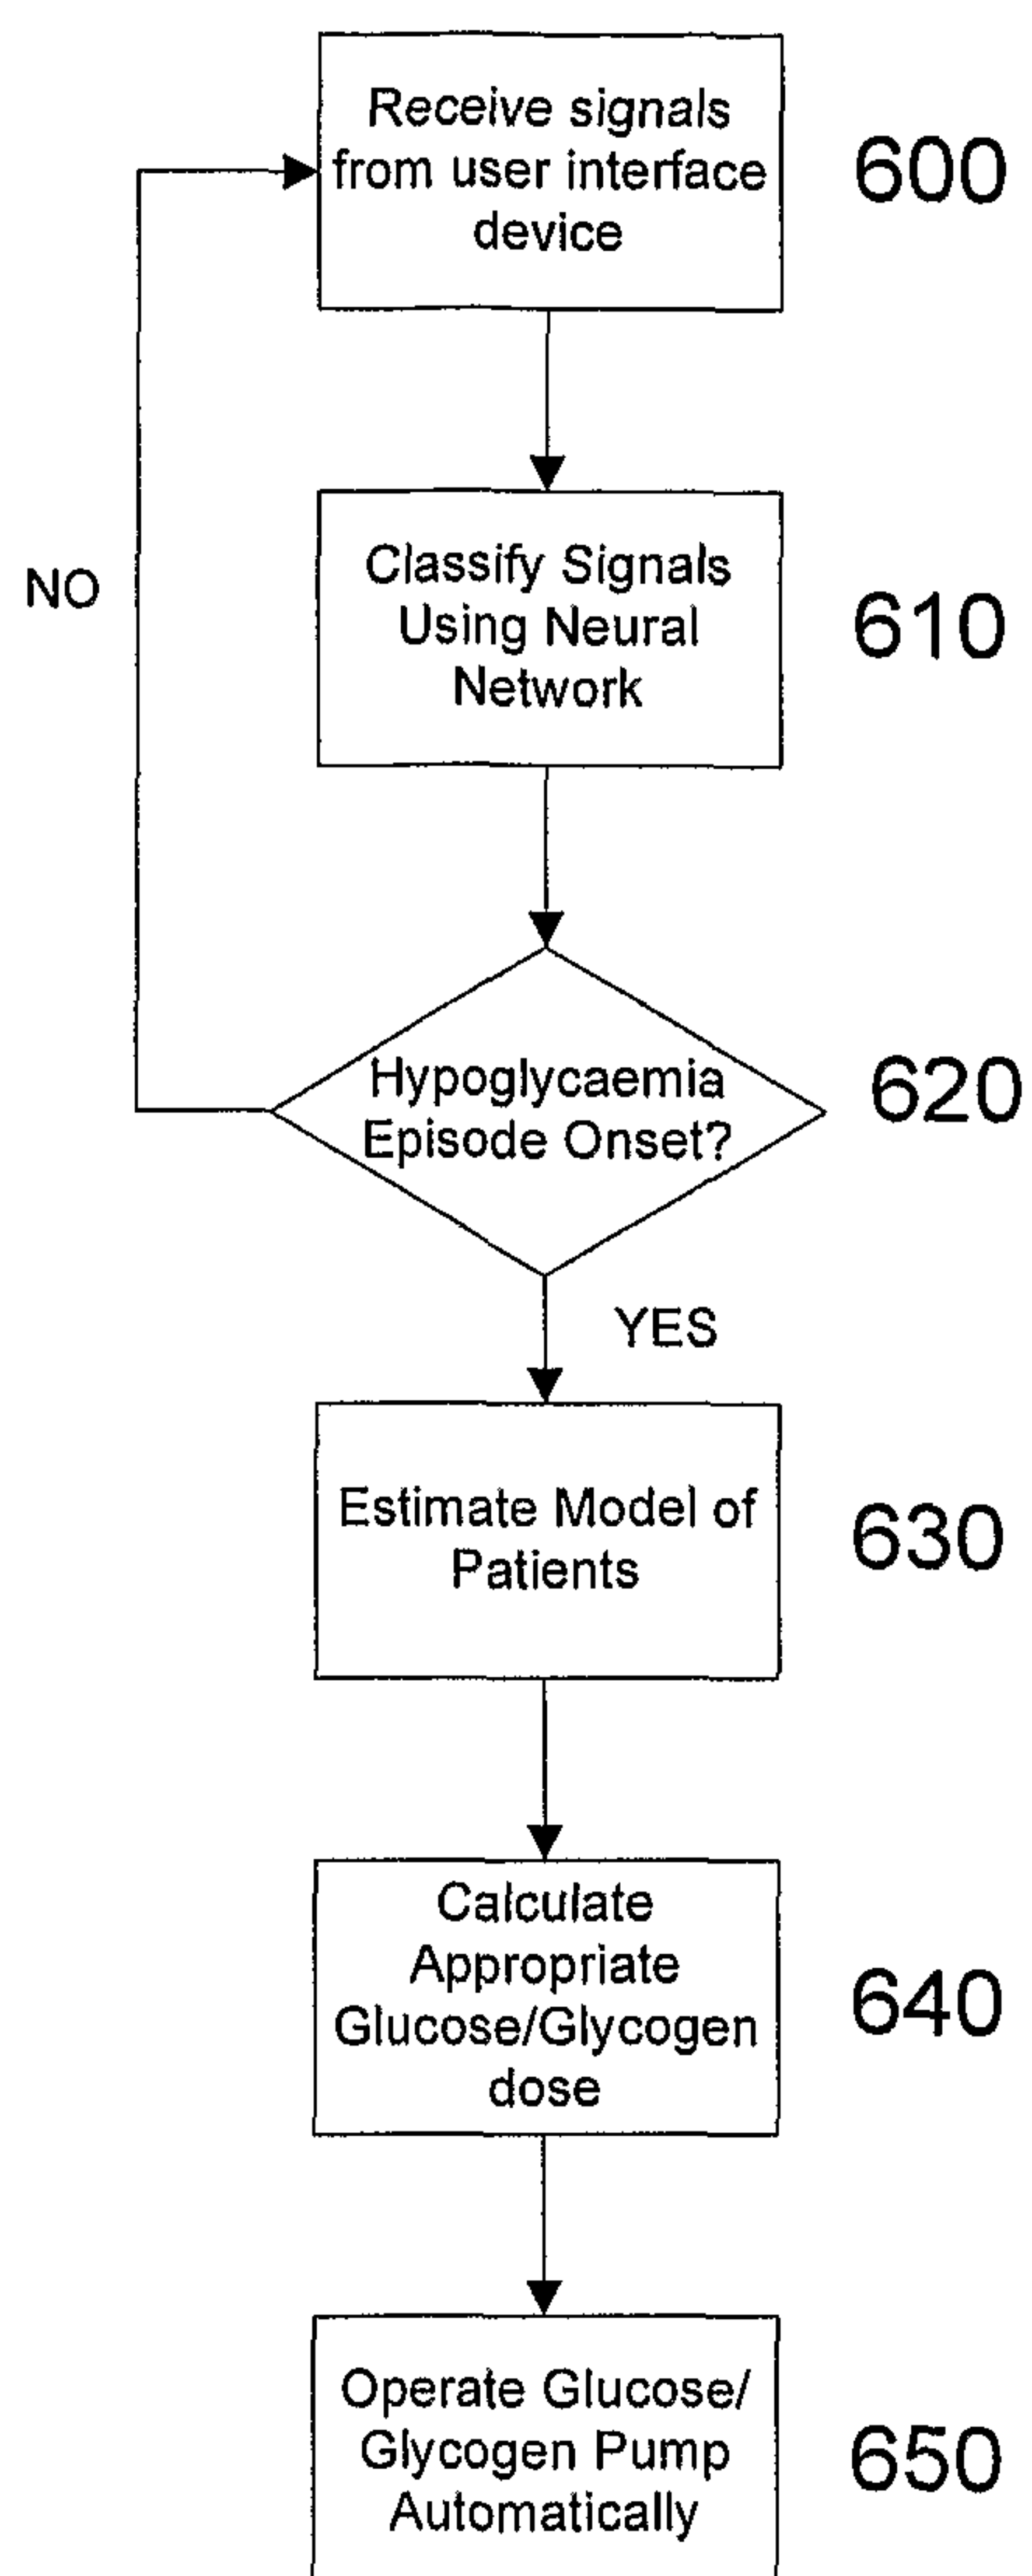 Receive signals
from user interface
device
600
Classify Signals
Using Neural
Network
610
NO
Hypoglycaemia
Episode Onset?
620
YES
Estimate Model of
Patients
630
Calculate
Appropriate
Glucose/Glycogen
dose
640
Operate Glucose/
Glycogen Pump
Automatically
650